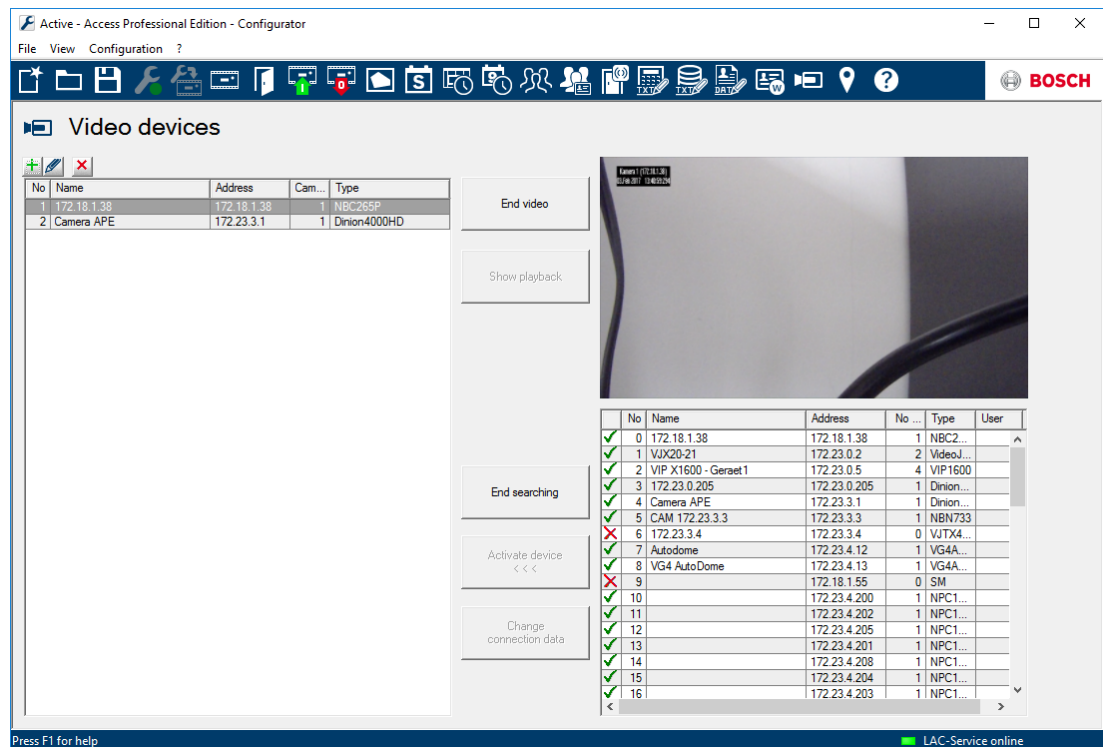 Active - Access Professional Edition - Configurator
File View Configuration ?
S TXT TXT DAT W ? BOSCH
Video devices
No Name Address Cam... Type
1 172.18.1.38 172.18.1.38 1 NBC265P
2 Camera APE 172.23.3.1 1 Dinion4000HD
End video
Show playback
End searching
Activate device
< < <
Change
connection data
Kamera 1 (172.18.1.38)
No Name Address No ... Type User
0 172.18.1.38 172.18.1.38 1 NBC2...
1 VJX20-21 172.23.0.2 2 VideoJ...
2 VIP X1600 - Geraet1 172.23.0.5 4 VIP1600
3 172.23.0.205 172.23.0.205 1 Dinion...
4 Camera APE 172.23.3.1 1 Dinion...
5 CAM 172.23.3.3 172.23.3.3 1 NBN733
6 172.23.3.4 172.23.3.4 0 VJTX4...
7 Autodome 172.23.4.12 1 VG4A...
8 VG4 AutoDome 172.23.4.13 1 VG4A...
9 172.18.1.55 0 SM
10 172.23.4.200 1 NPC1...
11 172.23.4.202 1 NPC1...
12 172.23.4.205 1 NPC1...
13 172.23.4.201 1 NPC1...
14 172.23.4.208 1 NPC1...
15 172.23.4.204 1 NPC1...
16 172.23.4.203 1 NPC1...
Press F1 for help LAC-Service online